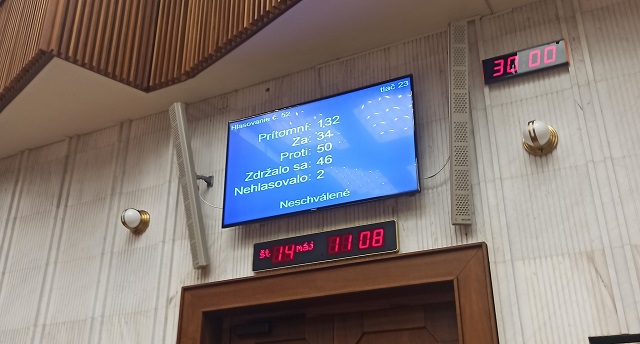 30:00
tlač 23
Hlasovanie č. 52
Prítomní: 132
Za: 34
Proti: 50
Zdržalo sa: 46
Nehlasovalo: 2
Neschválené
št 14 máj 11 08